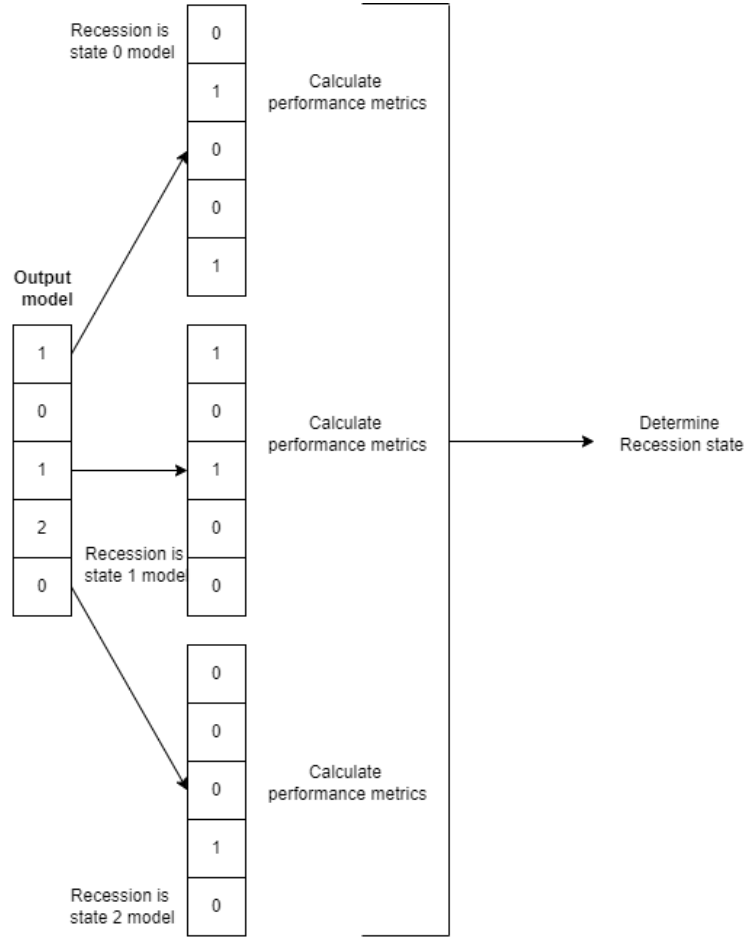 Recession is
state 0 model
0
1
0
0
1
Calculate
performance metrics
Output
model
1
0
1
2
0
Recession is
state 1 model
1
0
1
0
0
Calculate
performance metrics
Determine
Recession state
0
0
0
1
0
Calculate
performance metrics
Recession is
state 2 model